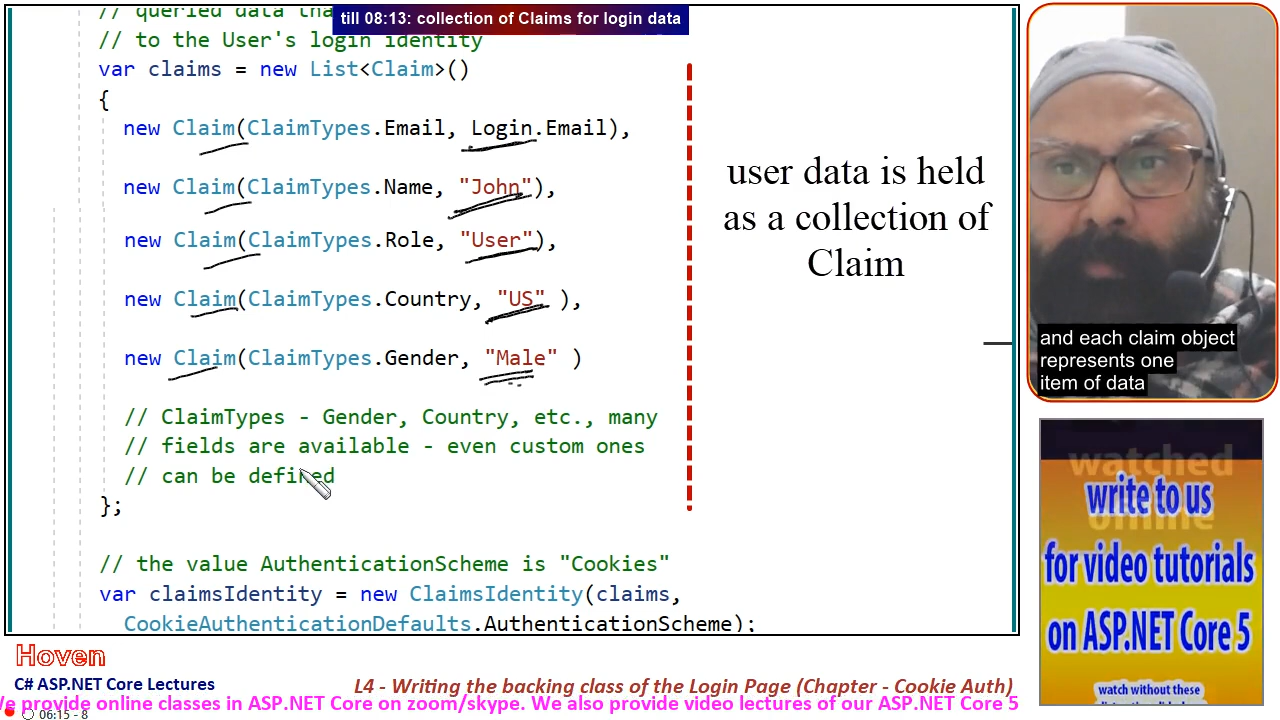 // queried data tha
till 08:13: collection of Claims for login data
// to the User's login identity
var claims = new List<Claim>()
{
new Claim(ClaimTypes.Email, Login.Email),
new Claim(ClaimTypes.Name, "John"),
new Claim(ClaimTypes.Role, "User"),
new Claim(ClaimTypes.Country, "US" ),
new Claim(ClaimTypes.Gender, "Male" )
// ClaimTypes - Gender, Country, etc., many
// fields are available - even custom ones
// can be defined
};
// the value AuthenticationScheme is "Cookies"
var claimsIdentity = new ClaimsIdentity(claims,
CookieAuthenticationDefaults.AuthenticationScheme);
user data is held
as a collection of
Claim
and each claim object
represents one
item of data
watched
write to us
online
for video tutorials
on ASP.NET Core 5
watch without these
Hoven
C# ASP.NET Core Lectures
L4 - Writing the backing class of the Login Page (Chapter - Cookie Auth)
e provide online classes in ASP.NET Core on zoom/skype. We also provide video lectures of our ASP.NET Core 5
06:15 - 8